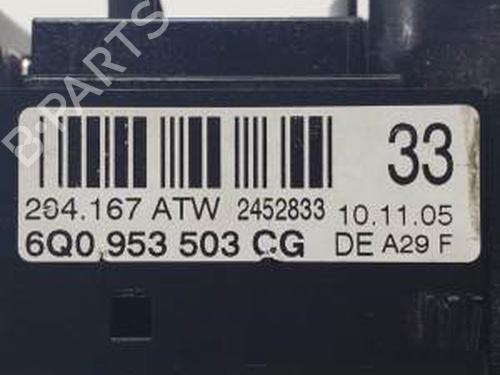 B-PARTS
33
204.167 ATW 2452833 10.11.05
6Q0 953 503 CG DE A29 F